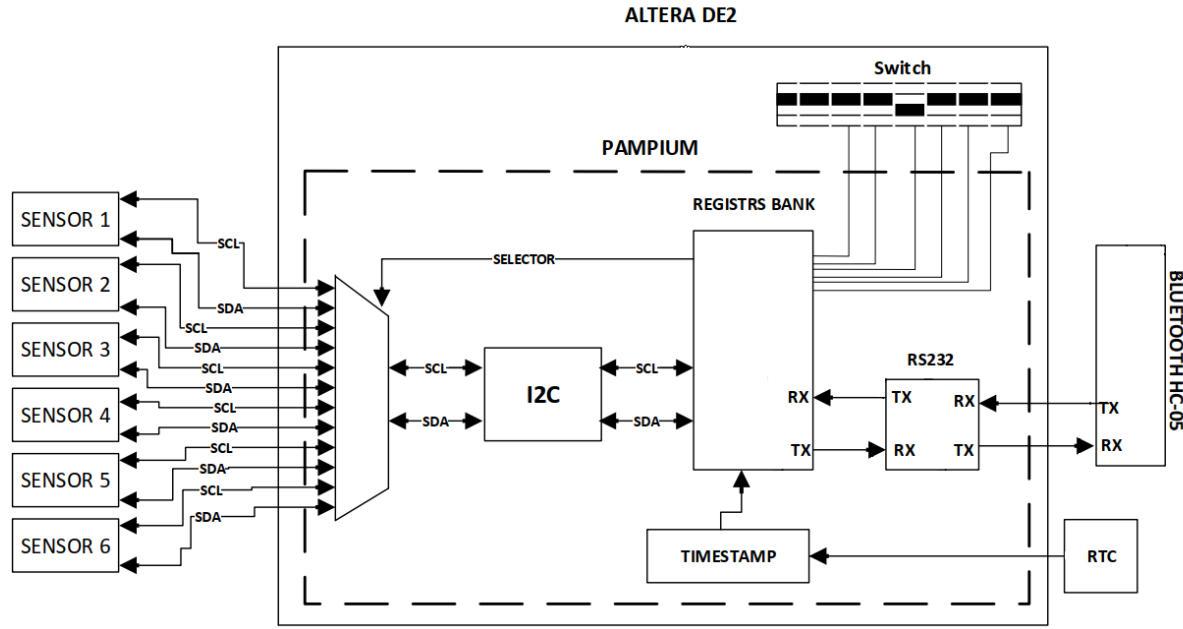 ALTERA DE2
Switch
PAMPIUM
REGISTRS BANK
SENSOR 1
SENSOR 2
SENSOR 3
SENSOR 4
SENSOR 5
SENSOR 6
SCL
SDA
SCL
SDA
SCL
SDA
SCL
SDA
SCL
SDA
SCL
SDA
SELECTOR
SCL
SDA
I2C
SCL
SDA
RX
TX
RS232
TX
RX
RX
TX
TX
RX
BLUETOOTH HC-05
TIMESTAMP
RTC